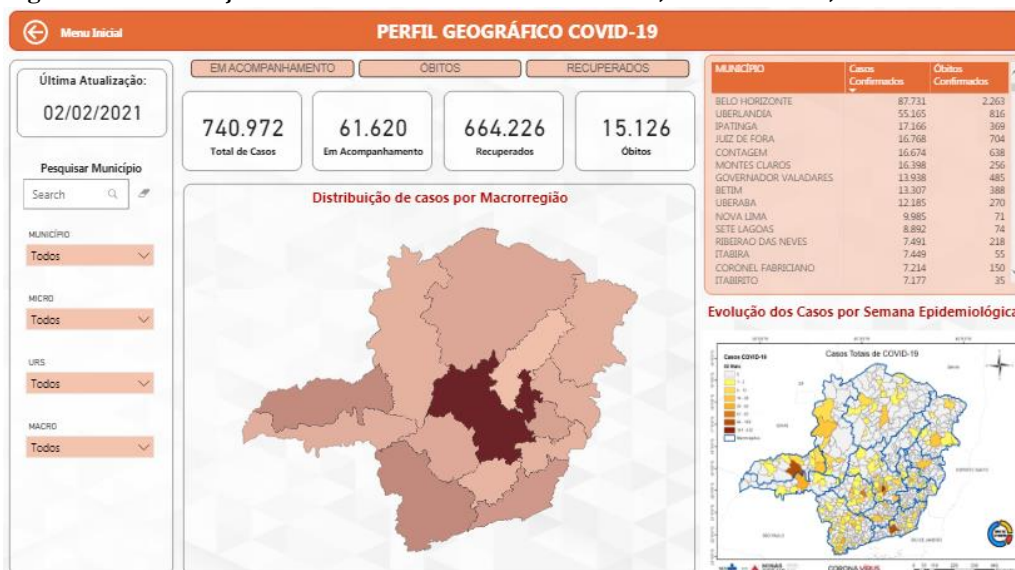 Menu Inicial
PERFIL GEOGRÁFICO COVID-19
Última Atualização:
02/02/2021
Pesquisar Município
Search
MUNICÍPIO
Todos
MICRO
Todos
URS
Todos
MACRO
Todos
EM ACOMPANHAMENTO
ÓBITOS
RECUPERADOS
740.972
Total de Casos
61.620
Em Acompanhamento
664.226
Recuperados
15.126
Óbitos
Distribuição de casos por Macrorregião
MUNICÍPIO Casos Confirmados Óbitos Confirmados
BELO HORIZONTE 87.731 2.263
UBERLANDIA 55.165 816
IPATINGA 17.166 369
JUIZ DE FORA 16.768 704
CONTAGEM 16.674 638
MONTES CLAROS 16.398 256
GOVERNADOR VALADARES 13.938 485
BETIM 13.307 388
UBERABA 12.185 270
NOVA LIMA 9.985 71
SETE LAGOAS 8.892 74
RIBEIRAO DAS NEVES 7.491 218
ITABIRA 7.449 55
CORONEL FABRICIANO 7.214 150
ITABIRITO 7.177 35
Evolução dos Casos por Semana Epidemiológica
Casos Totais de COVID-19
Casos COVID-19
CORONA VÍRUS